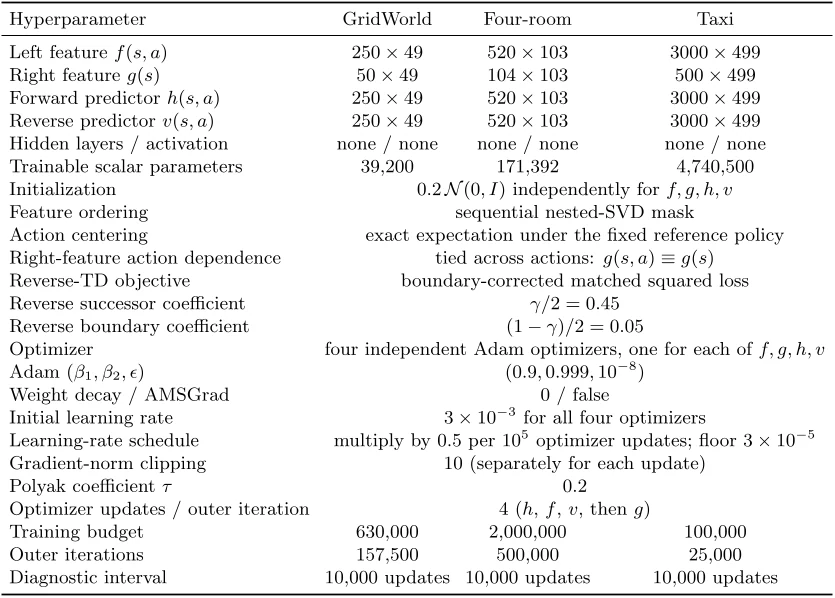 Hyperparameter GridWorld Four-room Taxi
Left feature f(s, a) 250 × 49 520 × 103 3000 × 499
Right feature g(s) 50 × 49 104 × 103 500 × 499
Forward predictor h(s, a) 250 × 49 520 × 103 3000 × 499
Reverse predictor v(s, a) 250 × 49 520 × 103 3000 × 499
Hidden layers / activation none / none none / none none / none
Trainable scalar parameters 39,200 171,392 4,740,500
Initialization 0.2 𝒩(0, I) independently for f, g, h, v
Feature ordering sequential nested-SVD mask
Action centering exact expectation under the fixed reference policy
Right-feature action dependence tied across actions: g(s, a) ≡ g(s)
Reverse-TD objective boundary-corrected matched squared loss
Reverse successor coefficient γ/2 = 0.45
Reverse boundary coefficient (1 − γ)/2 = 0.05
Optimizer four independent Adam optimizers, one for each of f, g, h, v
Adam (β₁, β₂, ϵ) (0.9, 0.999, 10⁻⁸)
Weight decay / AMSGrad 0 / false
Initial learning rate 3 × 10⁻³ for all four optimizers
Learning-rate schedule multiply by 0.5 per 10⁵ optimizer updates; floor 3 × 10⁻⁵
Gradient-norm clipping 10 (separately for each update)
Polyak coefficient τ 0.2
Optimizer updates / outer iteration 4 (h, f, v, then g)
Training budget 630,000 2,000,000 100,000
Outer iterations 157,500 500,000 25,000
Diagnostic interval 10,000 updates 10,000 updates 10,000 updates